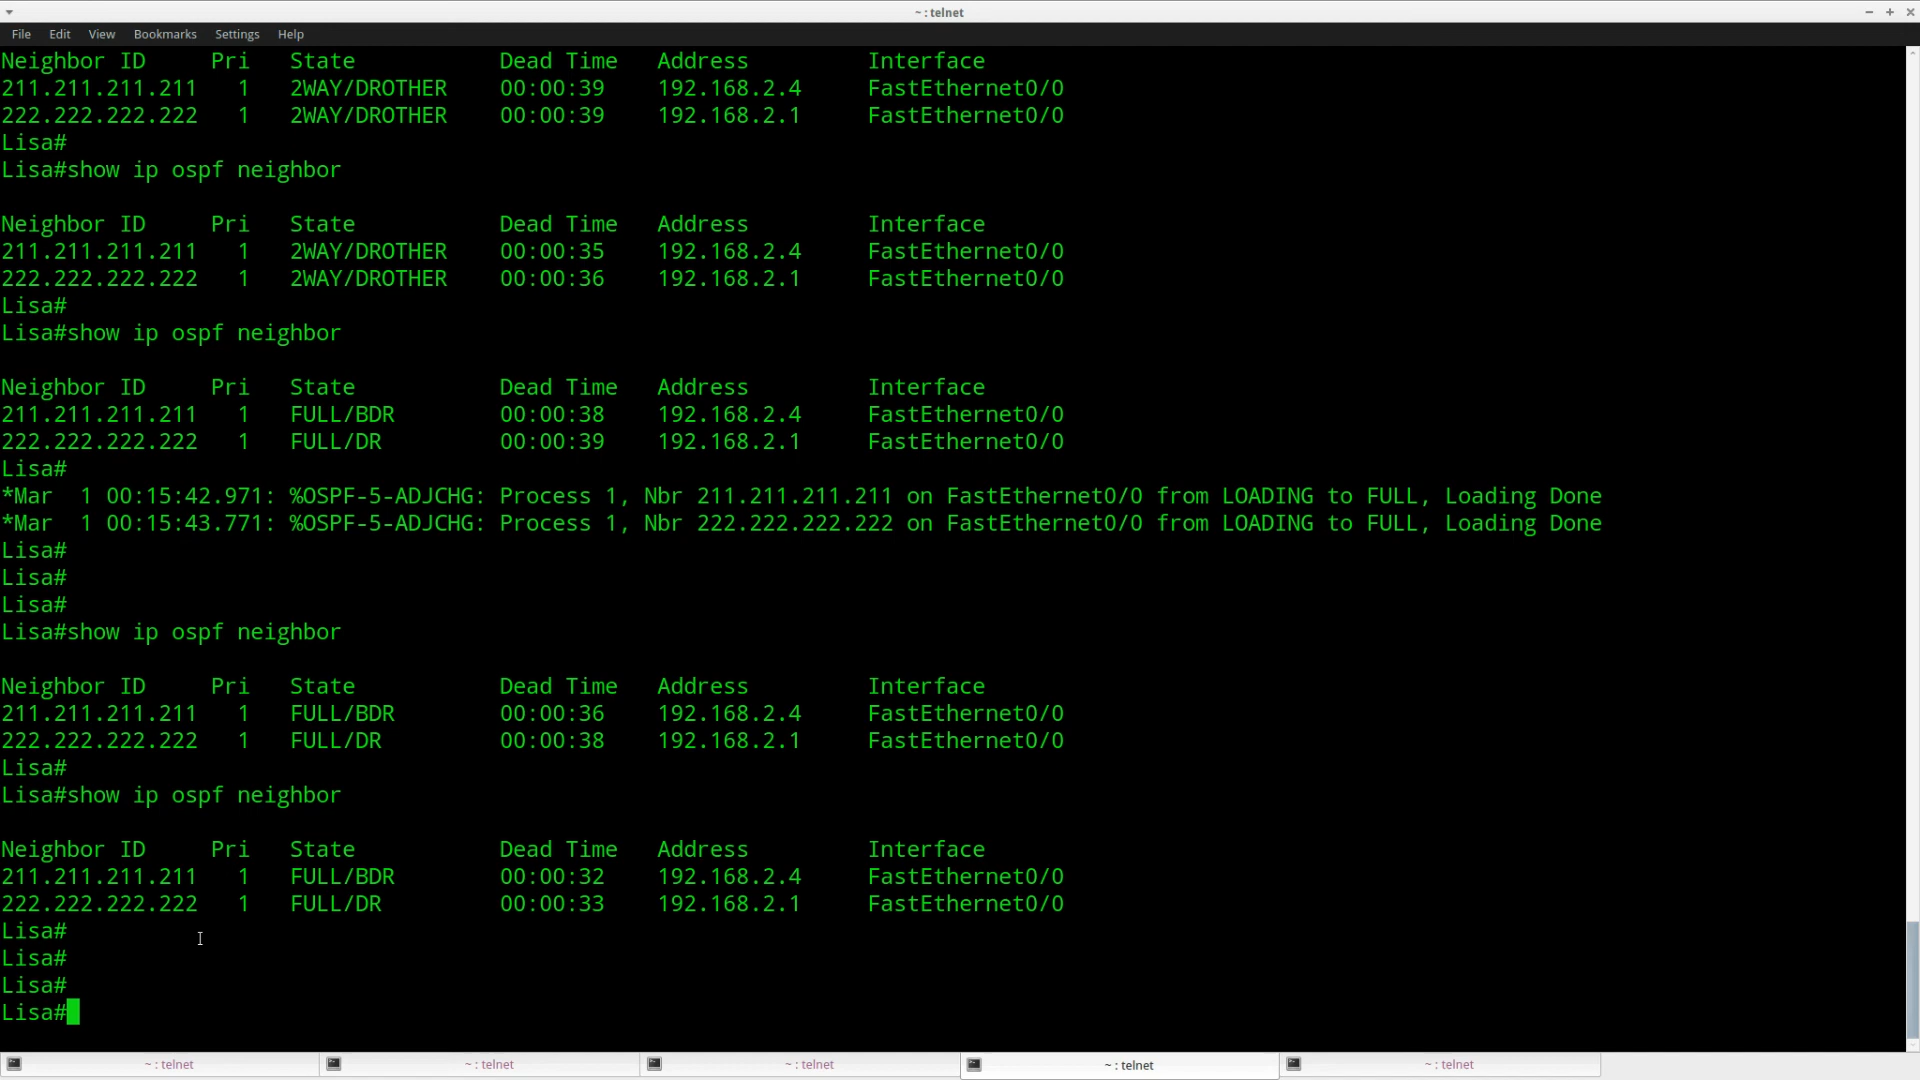 ~ : telnet
File Edit View Bookmarks Settings Help
Neighbor ID     Pri   State           Dead Time   Address         Interface
211.211.211.211   1   2WAY/DROTHER    00:00:39    192.168.2.4     FastEthernet0/0
222.222.222.222   1   2WAY/DROTHER    00:00:39    192.168.2.1     FastEthernet0/0
Lisa#
Lisa#show ip ospf neighbor
Neighbor ID     Pri   State           Dead Time   Address         Interface
211.211.211.211   1   2WAY/DROTHER    00:00:35    192.168.2.4     FastEthernet0/0
222.222.222.222   1   2WAY/DROTHER    00:00:36    192.168.2.1     FastEthernet0/0
Lisa#
Lisa#show ip ospf neighbor
Neighbor ID     Pri   State           Dead Time   Address         Interface
211.211.211.211   1   FULL/BDR        00:00:38    192.168.2.4     FastEthernet0/0
222.222.222.222   1   FULL/DR         00:00:39    192.168.2.1     FastEthernet0/0
Lisa#
*Mar  1 00:15:42.971: %OSPF-5-ADJCHG: Process 1, Nbr 211.211.211.211 on FastEthernet0/0 from LOADING to FULL, Loading Done
*Mar  1 00:15:43.771: %OSPF-5-ADJCHG: Process 1, Nbr 222.222.222.222 on FastEthernet0/0 from LOADING to FULL, Loading Done
Lisa#
Lisa#
Lisa#
Lisa#show ip ospf neighbor
Neighbor ID     Pri   State           Dead Time   Address         Interface
211.211.211.211   1   FULL/BDR        00:00:36    192.168.2.4     FastEthernet0/0
222.222.222.222   1   FULL/DR         00:00:38    192.168.2.1     FastEthernet0/0
Lisa#
Lisa#show ip ospf neighbor
Neighbor ID     Pri   State           Dead Time   Address         Interface
211.211.211.211   1   FULL/BDR        00:00:32    192.168.2.4     FastEthernet0/0
222.222.222.222   1   FULL/DR         00:00:33    192.168.2.1     FastEthernet0/0
Lisa#
Lisa#
Lisa#
Lisa#
~ : telnet ~ : telnet ~ : telnet ~ : telnet ~ : telnet